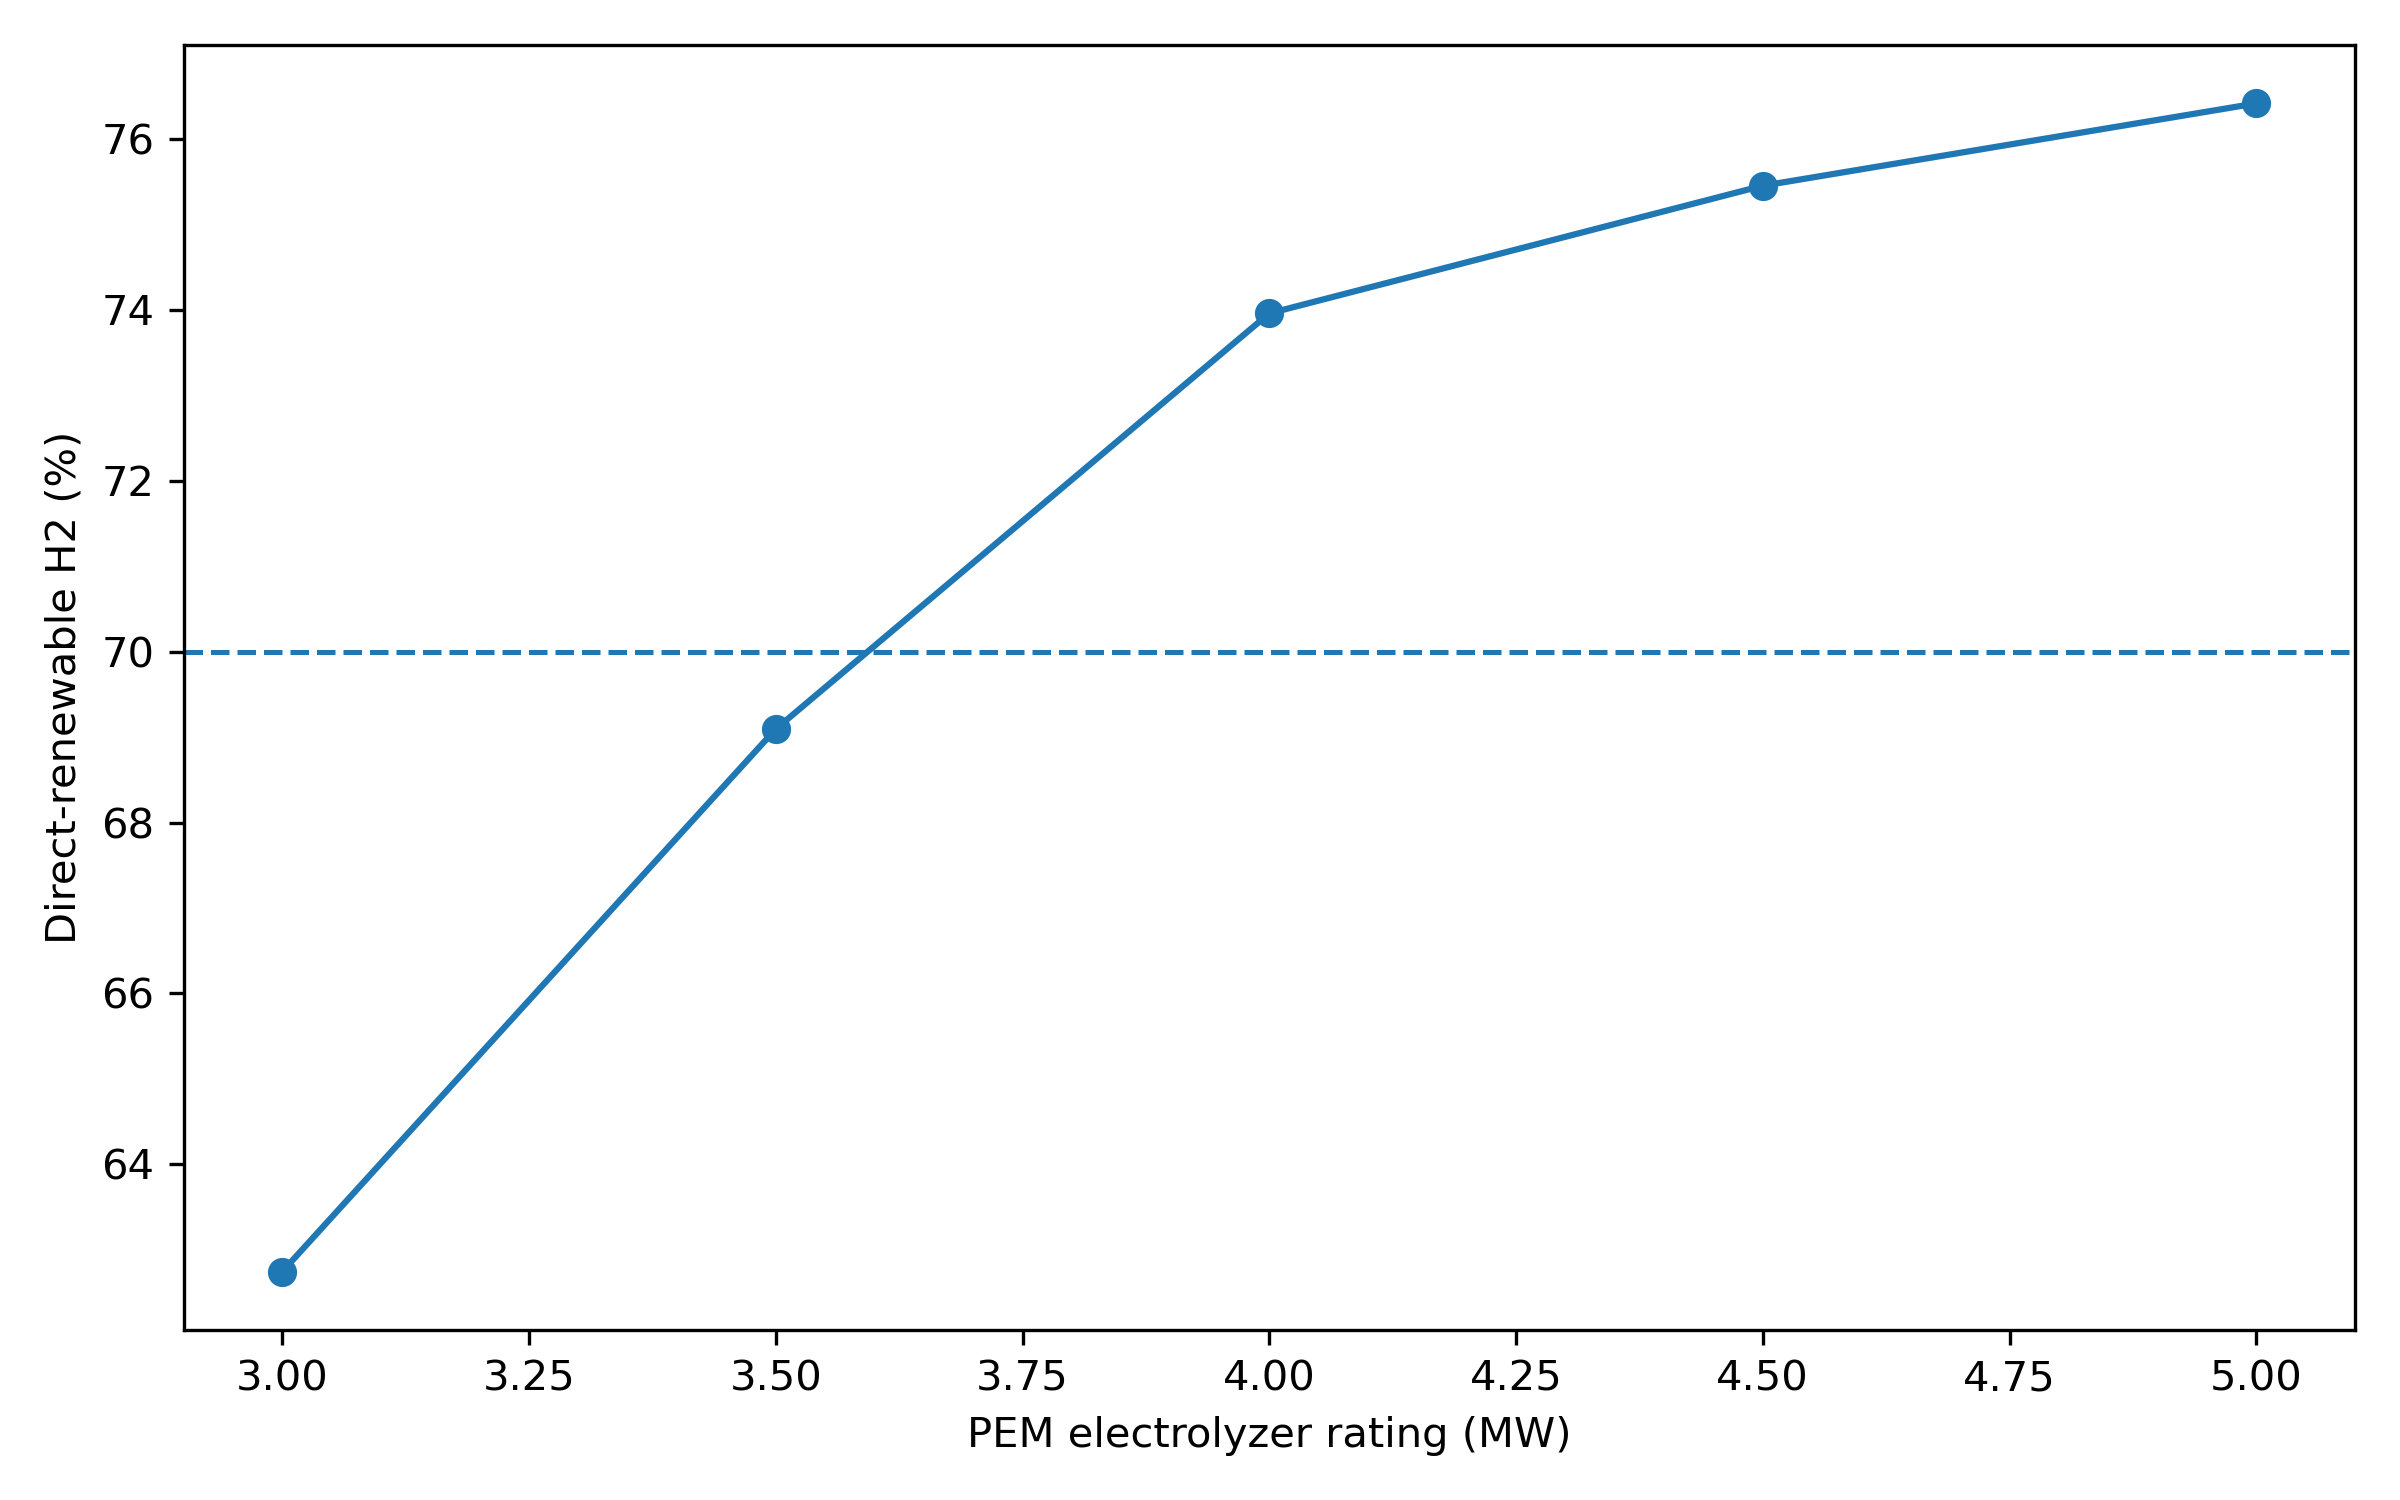 Direct-renewable H2 (%)
76
74
72
70
68
66
64
3.00 3.25 3.50 3.75 4.00 4.25 4.50 4.75 5.00
PEM electrolyzer rating (MW)